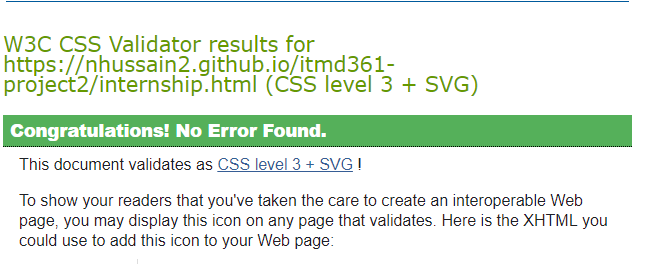 W3C CSS Validator results for
https://nhussain2.github.io/itmd361-
project2/internship.html (CSS level 3 + SVG)
Congratulations! No Error Found.
This document validates as CSS level 3 + SVG !
To show your readers that you've taken the care to create an interoperable Web
page, you may display this icon on any page that validates. Here is the XHTML you
could use to add this icon to your Web page: